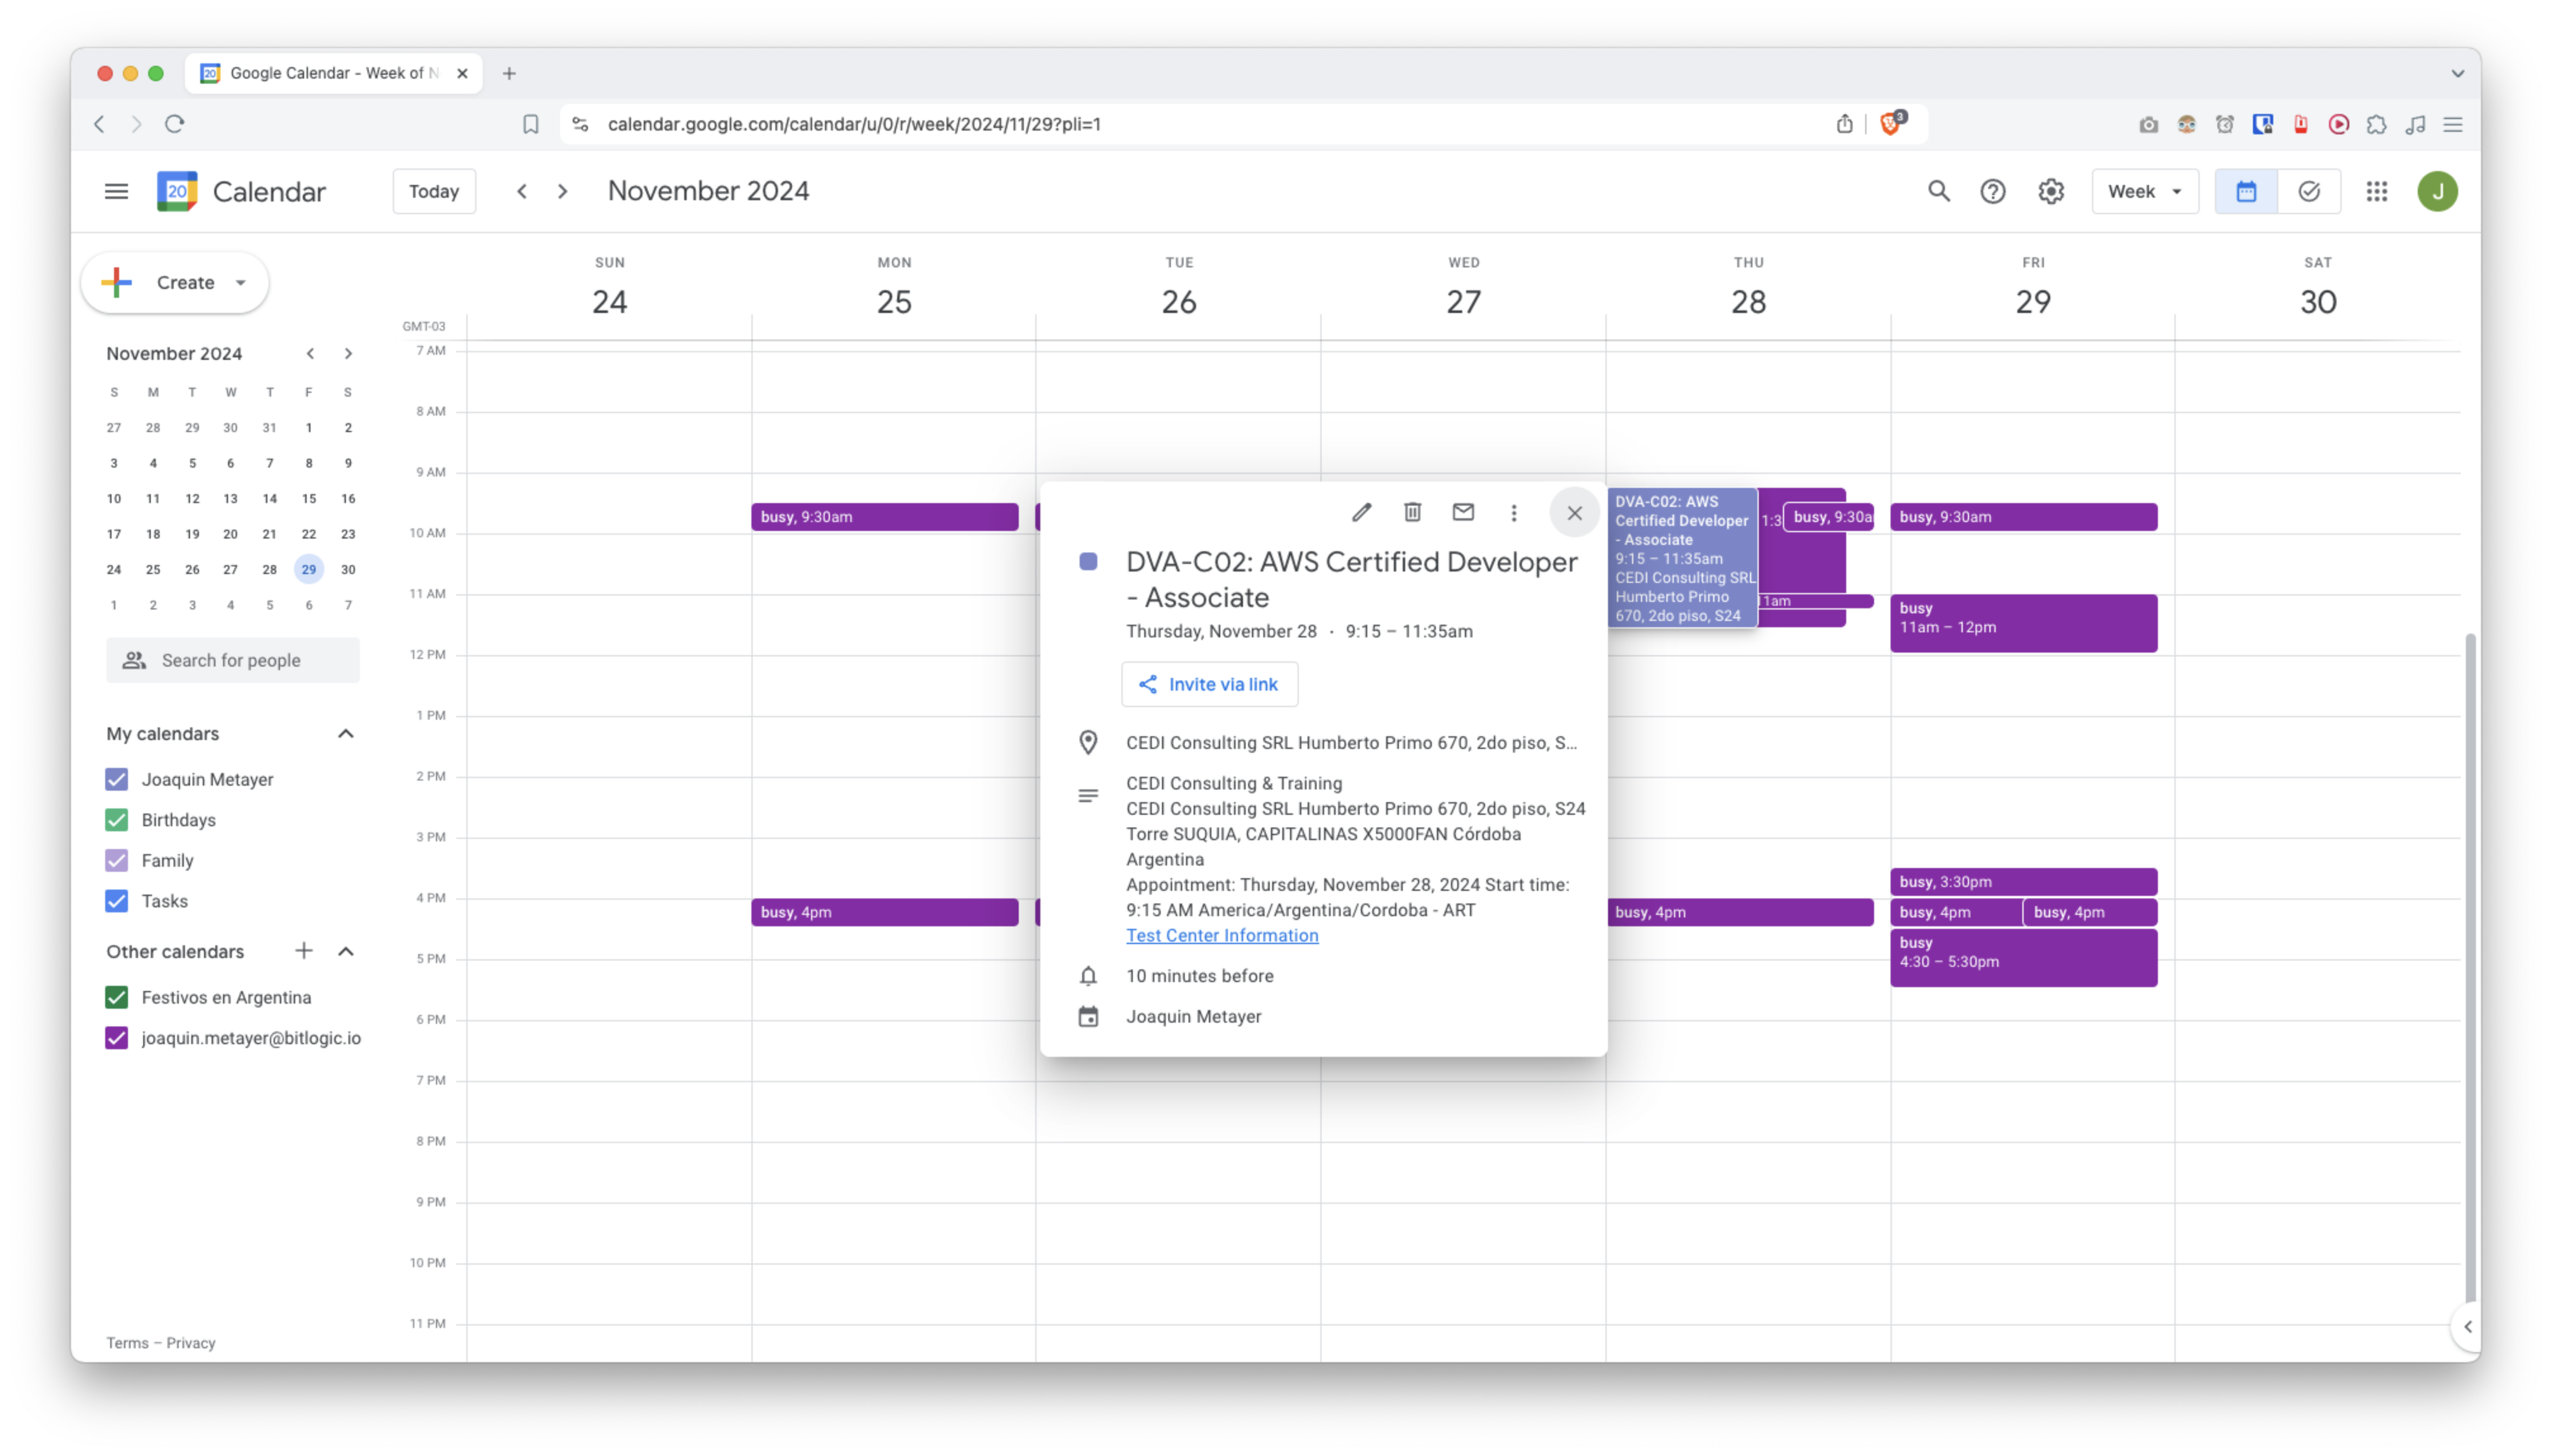 Google Calendar - Week of N
calendar.google.com/calendar/u/0/r/week/2024/11/29?pli=1
3
20
Calendar
Today
November 2024
Week
J
Create
SUN
MON
TUE
WED
THU
FRI
SAT
24
25
26
27
28
29
30
GMT-03
November 2024
S M T W T F S
27 28 29 30 31 1 2
3 4 5 6 7 8 9
10 11 12 13 14 15 16
17 18 19 20 21 22 23
24 25 26 27 28 29 30
1 2 3 4 5 6 7
Search for people
My calendars
Joaquin Metayer
Birthdays
Family
Tasks
Other calendars
Festivos en Argentina
joaquin.metayer@bitlogic.io
Terms – Privacy
7 AM
8 AM
9 AM
10 AM
11 AM
12 PM
1 PM
2 PM
3 PM
4 PM
5 PM
6 PM
7 PM
8 PM
9 PM
10 PM
11 PM
busy, 9:30am
busy, 4pm
DVA-C02: AWS Certified Developer
- Associate
Thursday, November 28 · 9:15 – 11:35am
Invite via link
CEDI Consulting SRL Humberto Primo 670, 2do piso, S...
CEDI Consulting & Training
CEDI Consulting SRL Humberto Primo 670, 2do piso, S24
Torre SUQUIA, CAPITALINAS X5000FAN Córdoba
Argentina
Appointment: Thursday, November 28, 2024 Start time:
9:15 AM America/Argentina/Cordoba - ART
Test Center Information
10 minutes before
Joaquin Metayer
DVA-C02: AWS
Certified Developer
- Associate
9:15 – 11:35am
CEDI Consulting SRL
Humberto Primo
670, 2do piso, S24
1:3
busy, 9:30a
11am
busy, 4pm
busy, 9:30am
busy
11am – 12pm
busy, 3:30pm
busy, 4pm
busy, 4pm
busy
4:30 – 5:30pm